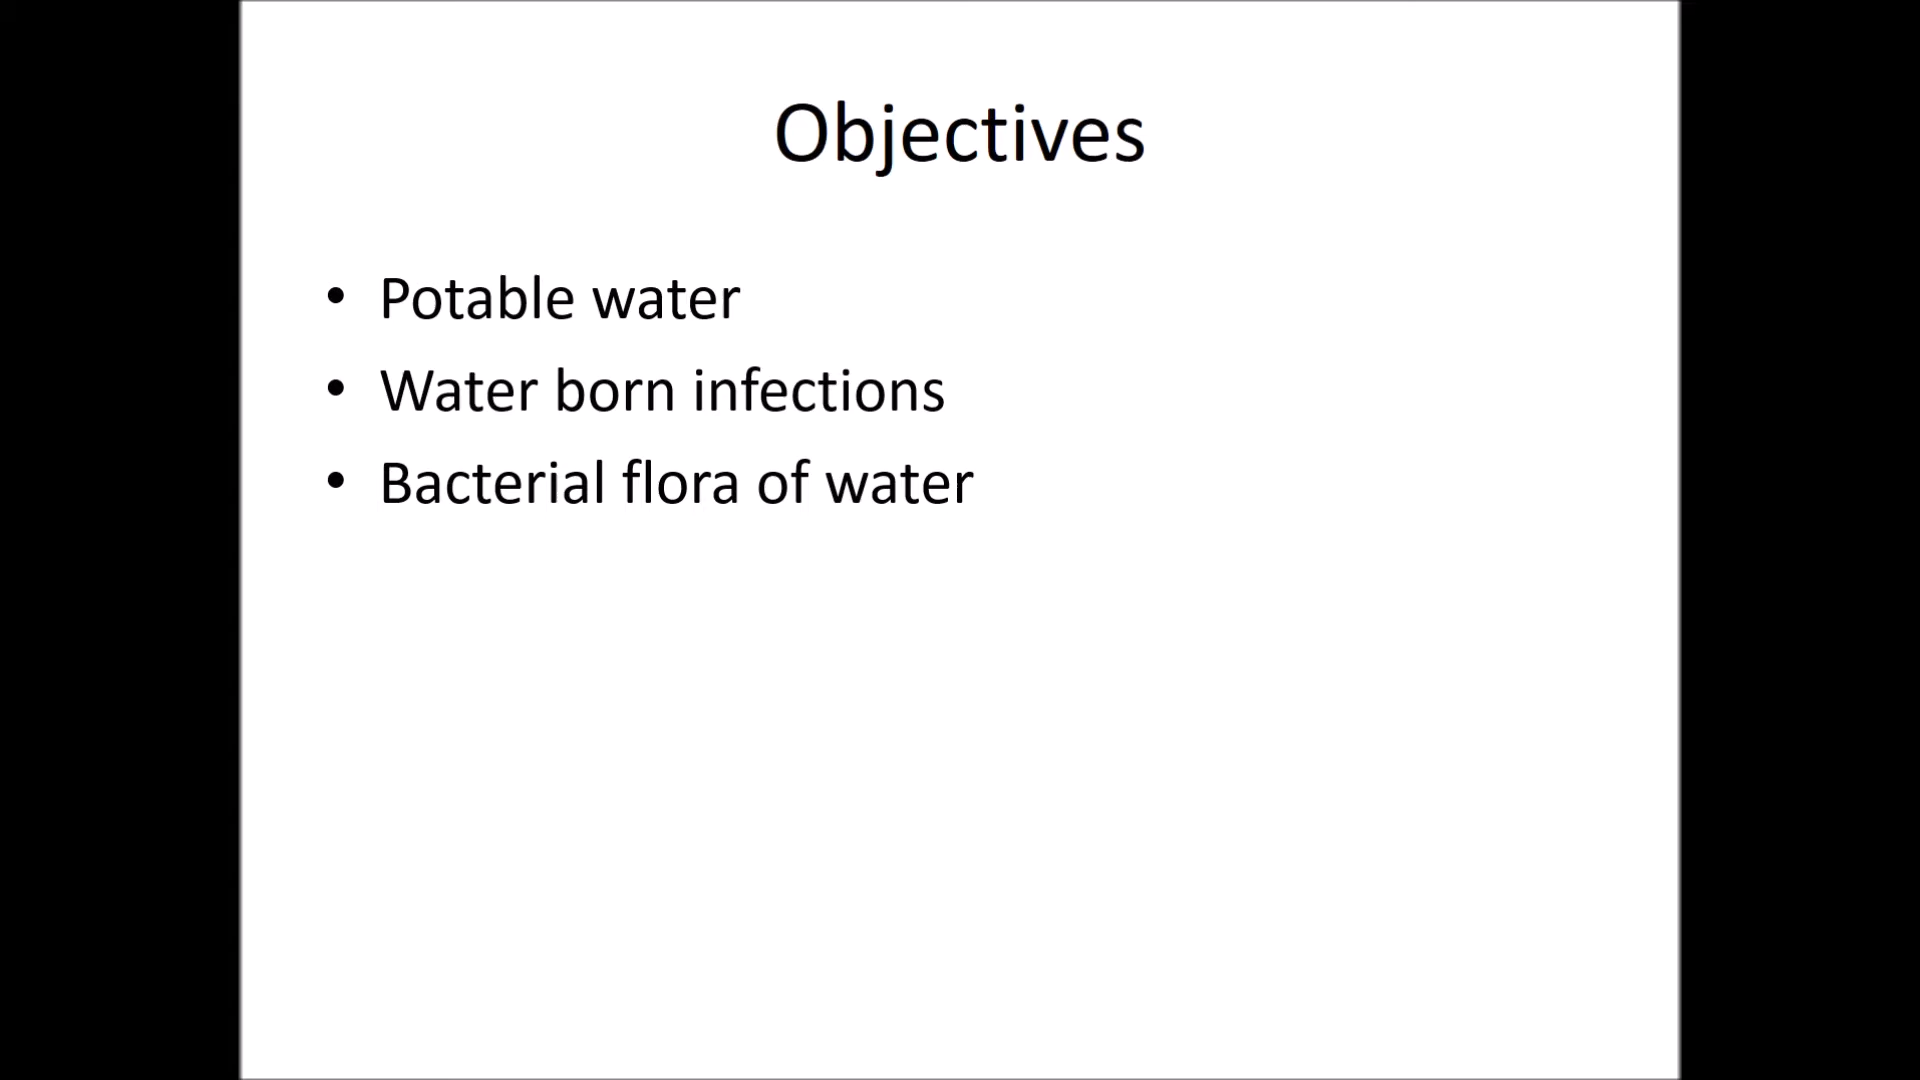 Objectives
• Potable water
• Water born infections
• Bacterial flora of water